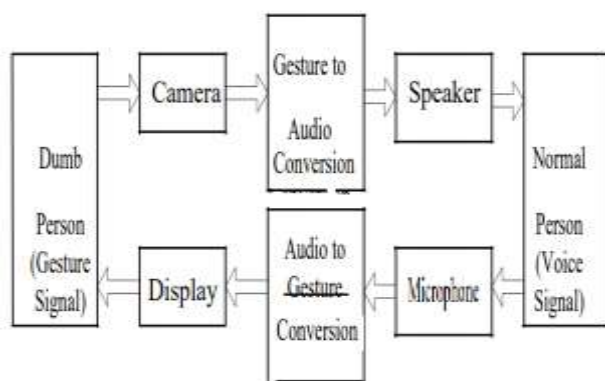 Dumb
Person
(Gesture
Signal)
Camera
Gesture to
Audio
Conversion
Speaker
Normal
Person
(Voice
Signal)
Microphone
Audio to
Gesture
Conversion
Display